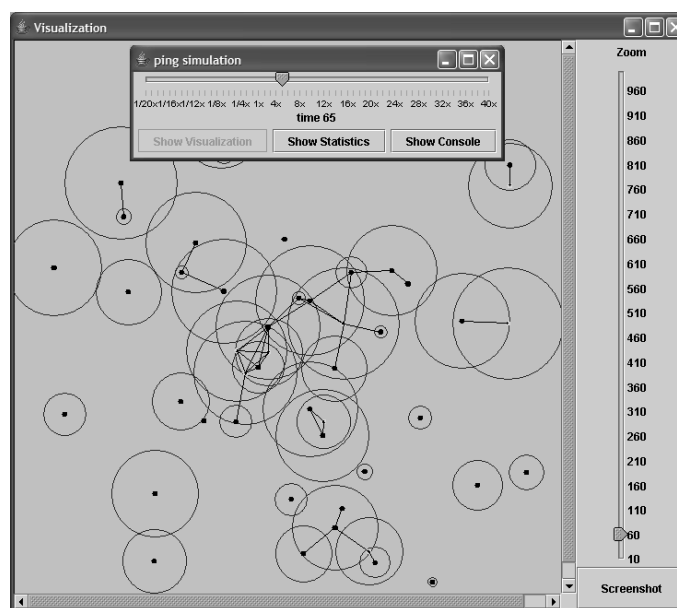 Visualization
Zoom
ping simulation
1/20x1/16x1/12x 1/8x 1/4x 1x 4x 8x 12x 16x 20x 24x 28x 32x 36x 40x
time 65
Show Visualization Show Statistics Show Console
960
910
860
810
760
710
660
610
560
510
460
410
360
310
260
210
160
110
60
10
Screenshot